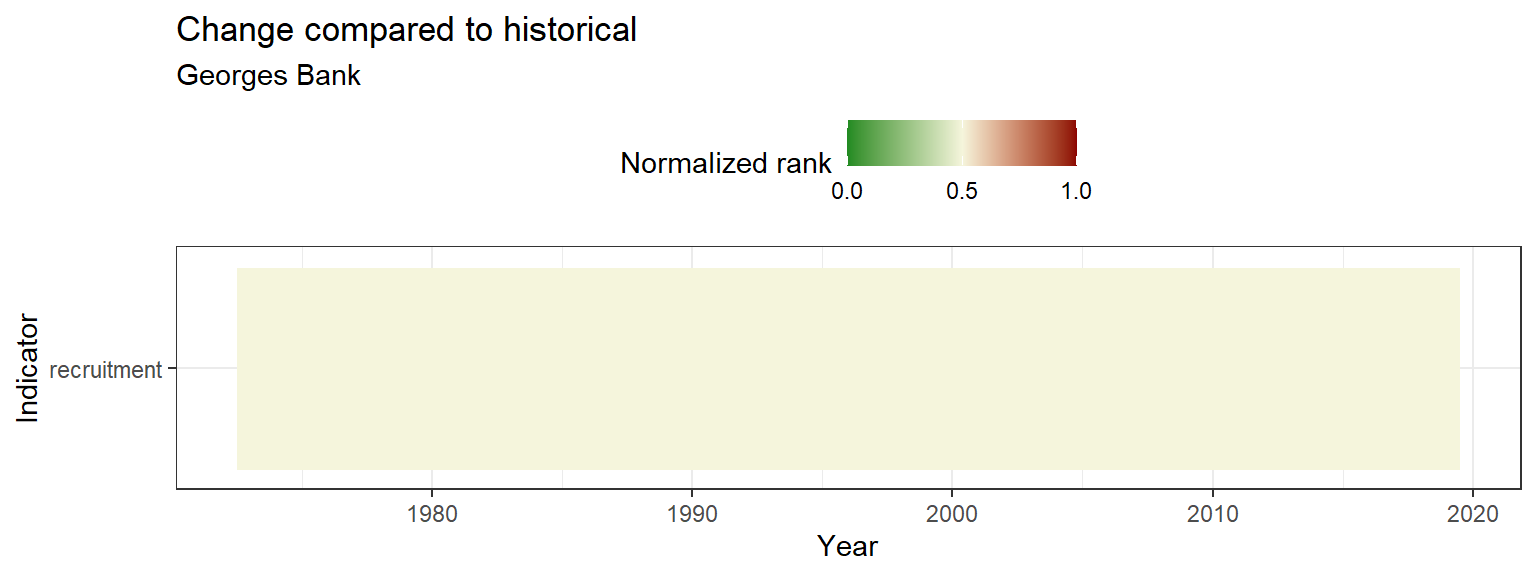 Change compared to historical
Georges Bank
Normalized rank
0.0 0.5 1.0
Indicator
recruitment
1980 1990 2000 2010 2020
Year